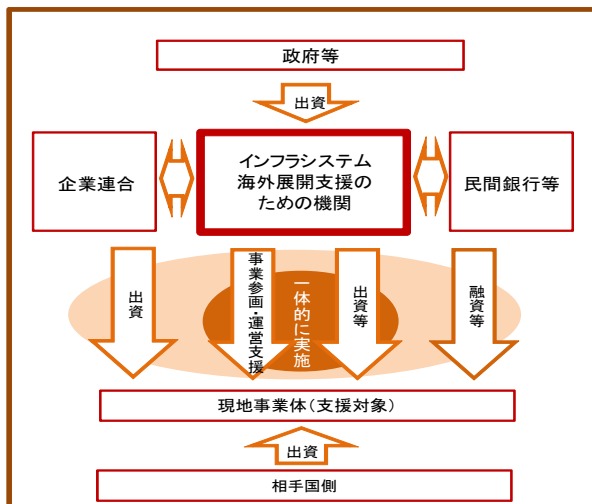 政府等
出資
企業連合
インフラシステム
海外展開支援の
ための機関
民間銀行等
出資
事業参画・運営支援
一体的に実施
出資等
融資等
現地事業体(支援対象)
出資
相手国側